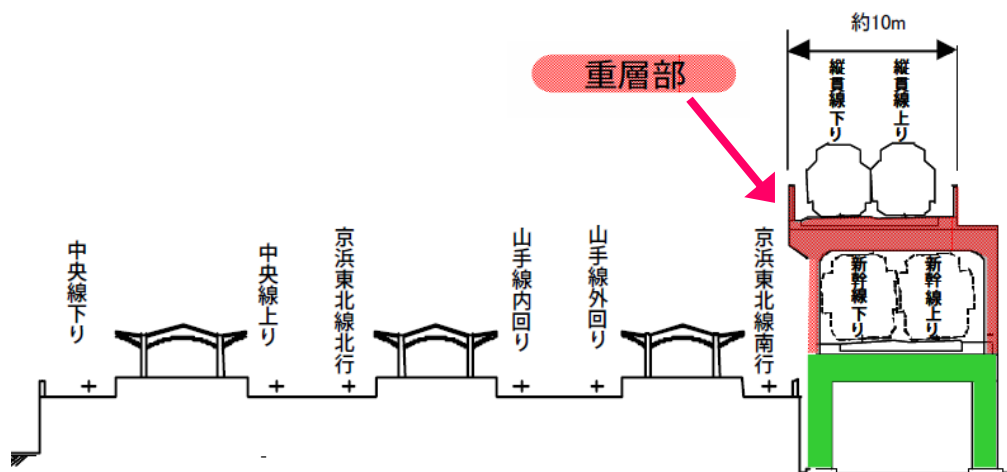 約10m
重層部
縦貫線下り
縦貫線上り
中央線下り
中央線上り
京浜東北線北行
山手線内回り
山手線外回り
京浜東北線南行
新幹線下り
新幹線上り